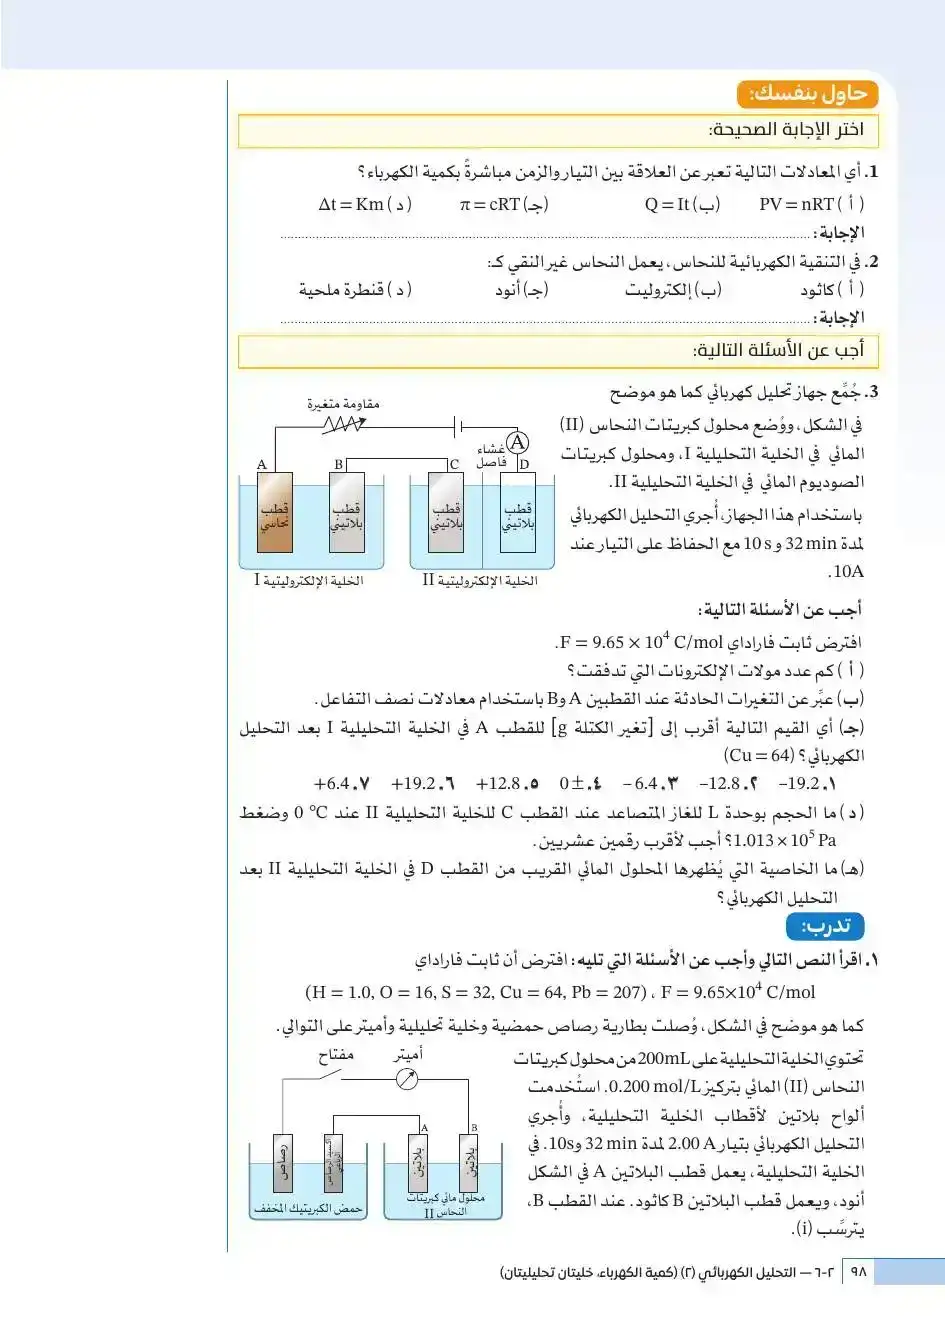 حاول بنفسك:
اختر الإجابة الصحيحة:
1. أي المعادلات التالية تعبر عن العلاقة بين التيار والزمن مباشرةً بكمية الكهرباء؟
( أ ) PV = nRT (ب) Q = It (جـ) π = cRT ( د ) Δt = Km
الإجابة: ............
2. في التنقية الكهربائية للنحاس، يعمل النحاس غير النقي كـ:
( أ ) كاثود (ب) إلكتروليت (جـ) أنود ( د ) قنطرة ملحية
الإجابة: ............
أجب عن الأسئلة التالية:
3. جُمِّع جهاز تحليل كهربائي كما هو موضح
في الشكل، ووُضع محلول كبريتات النحاس (II)
المائي في الخلية التحليلية I، ومحلول كبريتات
الصوديوم المائي في الخلية التحليلية II.
باستخدام هذا الجهاز، أُجري التحليل الكهربائي
لمدة 32 min و 10 s مع الحفاظ على التيار عند
10A.
مقاومة متغيرة
A
غشاء
فاصل
A
B
C
D
قطب
نحاسي
قطب
بلاتيني
قطب
بلاتيني
قطب
بلاتيني
الخلية الإلكتروليتية I
الخلية الإلكتروليتية II
أجب عن الأسئلة التالية:
افترض ثابت فاراداي F = 9.65 × 10⁴ C/mol.
( أ ) كم عدد مولات الإلكترونات التي تدفقت؟
(ب) عبِّر عن التغيرات الحادثة عند القطبين A وB باستخدام معادلات نصف التفاعل.
(جـ) أي القيم التالية أقرب إلى [تغير الكتلة g] للقطب A في الخلية التحليلية I بعد التحليل
الكهربائي؟ (Cu = 64)
١. −19.2 ٢. −12.8 ٣. −6.4 ٤. ±0 ٥. +12.8 ٦. +19.2 ٧. +6.4
( د ) ما الحجم بوحدة L للغاز المتصاعد عند القطب C للخلية التحليلية II عند 0 °C وضغط
1.013 × 10⁵ Pa؟ أجب لأقرب رقمين عشريين.
(هـ) ما الخاصية التي يُظهرها المحلول المائي القريب من القطب D في الخلية التحليلية II بعد
التحليل الكهربائي؟
تدرب:
١. اقرأ النص التالي وأجب عن الأسئلة التي تليه: افترض أن ثابت فاراداي
(H = 1.0, O = 16, S = 32, Cu = 64, Pb = 207) ، F = 9.65×10⁴ C/mol
كما هو موضح في الشكل، وُصلت بطارية رصاص حمضية وخلية تحليلية وأميتر على التوالي.
تحتوي الخلية التحليلية على 200mL من محلول كبريتات
النحاس (II) المائي بتركيز 0.200 mol/L. استُخدمت
ألواح بلاتين لأقطاب الخلية التحليلية، وأُجري
التحليل الكهربائي بتيار 2.00 A لمدة 32 min و10s. في
الخلية التحليلية، يعمل قطب البلاتين A في الشكل
أنود، ويعمل قطب البلاتين B كاثود. عند القطب B،
يترسَّب (i).
مفتاح
أميتر
A
B
رصاص
بلاتين
بلاتين
حمض الكبريتيك المخفف
محلول مائي كبريتات
النحاس II
٩٨
٢-٦ — التحليل الكهربائي (٢) (كمية الكهرباء، خليتان تحليليتان)